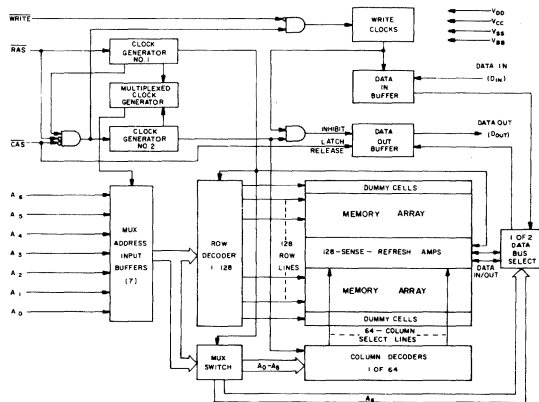 WRITE
RAS
CAS
CLOCK
GENERATOR
NO. 1
MULTIPLEXED
CLOCK
GENERATOR
CLOCK
GENERATOR
NO. 2
WRITE
CLOCKS
VDD
VCC
VSS
VBB
DATA
IN
BUFFER
DATA IN
(DIN)
INHIBIT
LATCH
RELEASE
DATA
OUT
BUFFER
DATA OUT
(DOUT)
A6
A5
A4
A3
A2
A1
A0
MUX
ADDRESS
INPUT
BUFFERS
(7)
ROW
DECODER
1 128
128
ROW
LINES
DUMMY CELLS
MEMORY ARRAY
128-SENSE-REFRESH AMPS
MEMORY ARRAY
DUMMY CELLS
DATA
IN/OUT
1 OF 2
DATA
BUS
SELECT
64-COLUMN
SELECT LINES
MUX
SWITCH
A0-A6
COLUMN DECODERS
1 OF 64
A6